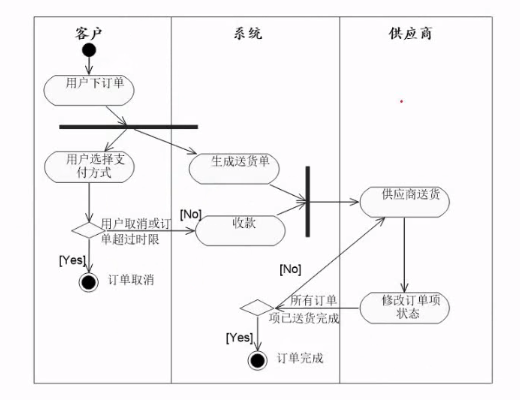 客户
系统
供应商
用户下订单
用户选择支
付方式
生成送货单
供应商送货
用户取消或订
单超过时限
[No]
收款
[Yes]
订单取消
[No]
所有订单
项已送货完成
修改订单项
状态
[Yes]
订单完成